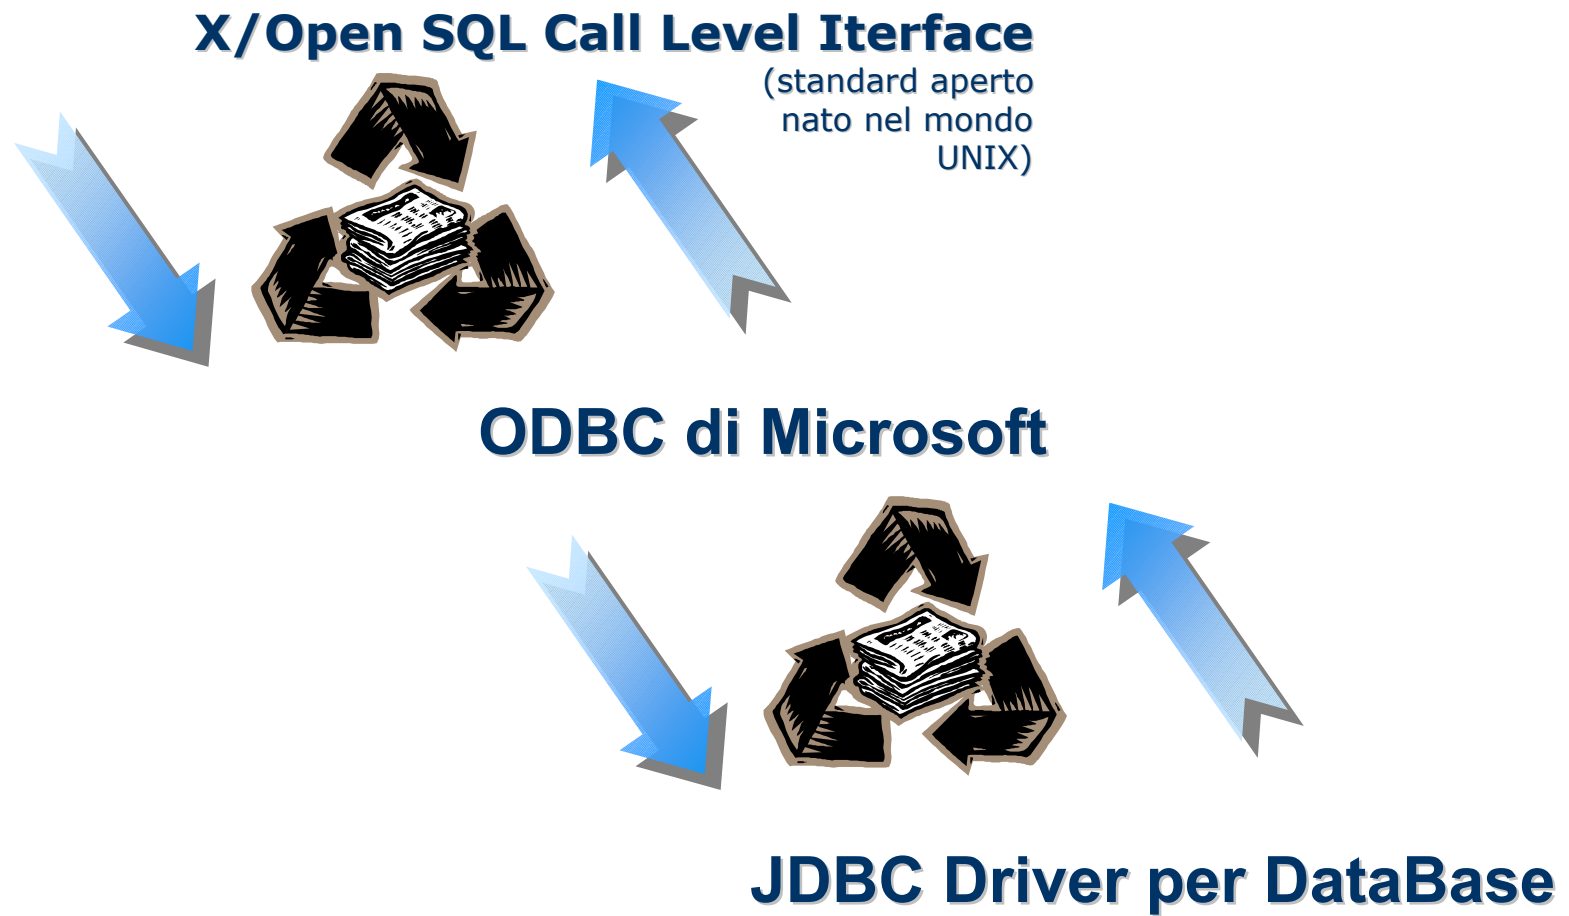 X/Open SQL Call Level Iterface
(standard aperto
nato nel mondo
UNIX)
ODBC di Microsoft
JDBC Driver per DataBase